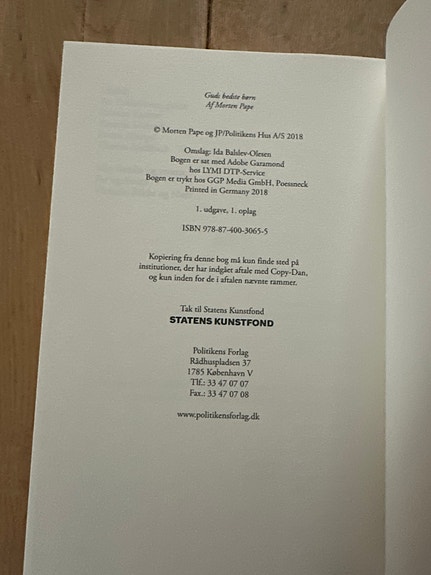 Guds bedste børn
Af Morten Pape
© Morten Pape og JP/Politikens Hus A/S 2018
Omslag: Ida Balslev-Olesen
Bogen er sat med Adobe Garamond
hos LYMI DTP-Service
Bogen er trykt hos GGP Media GmbH, Poessneck
Printed in Germany 2018
1. udgave, 1. oplag
ISBN 978-87-400-3065-5
Kopiering fra denne bog må kun finde sted på
institutioner, der har indgået aftale med Copy-Dan,
og kun inden for de i aftalen nævnte rammer.
Tak til Statens Kunstfond
STATENS KUNSTFOND
Politikens Forlag
Rådhuspladsen 37
1785 København V
Tlf.: 33 47 07 07
Fax.: 33 47 07 08
www.politikensforlag.dk